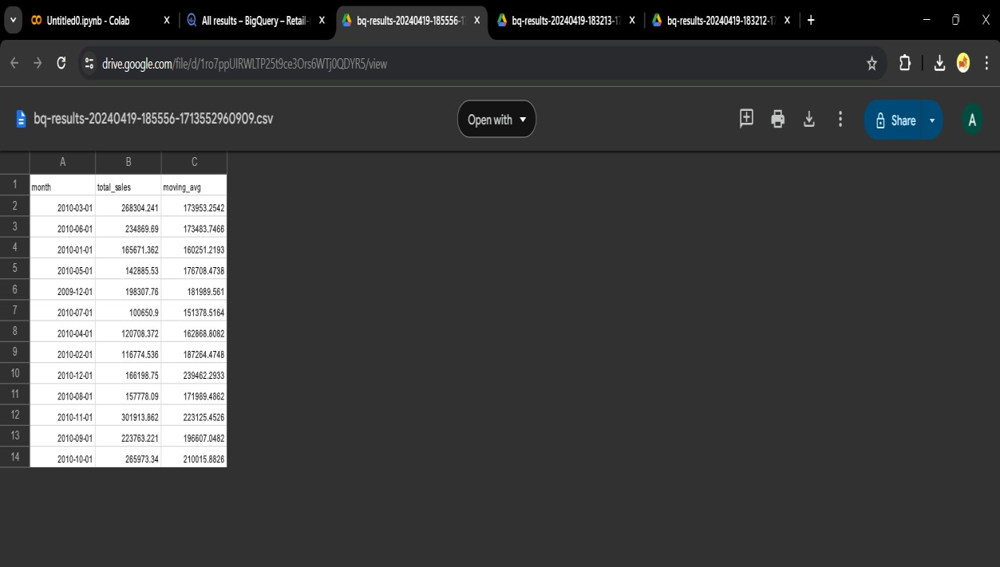 Untitled0.ipynb - Colab
All results – BigQuery – Retail-
bq-results-20240419-185556-1
bq-results-20240419-183213-1
bq-results-20240419-183212-1
drive.google.com/file/d/1ro7ppUIRWLTP25t9ce3Ors6WTj0QDYR5/view
bq-results-20240419-185556-1713552960909.csv
Open with
Share
A
A B C
1 month total_sales moving_avg
2 2010-03-01 268304.241 173953.2542
3 2010-06-01 234869.69 173483.7466
4 2010-01-01 165671.362 160251.2193
5 2010-05-01 142885.53 176708.4738
6 2009-12-01 198307.76 181989.561
7 2010-07-01 100650.9 151378.5164
8 2010-04-01 120708.372 162868.8082
9 2010-02-01 116774.536 187264.4748
10 2010-12-01 166198.75 239462.2933
11 2010-08-01 157778.09 171989.4862
12 2010-11-01 301913.862 223125.4526
13 2010-09-01 223763.221 196607.0482
14 2010-10-01 265973.34 210015.8826